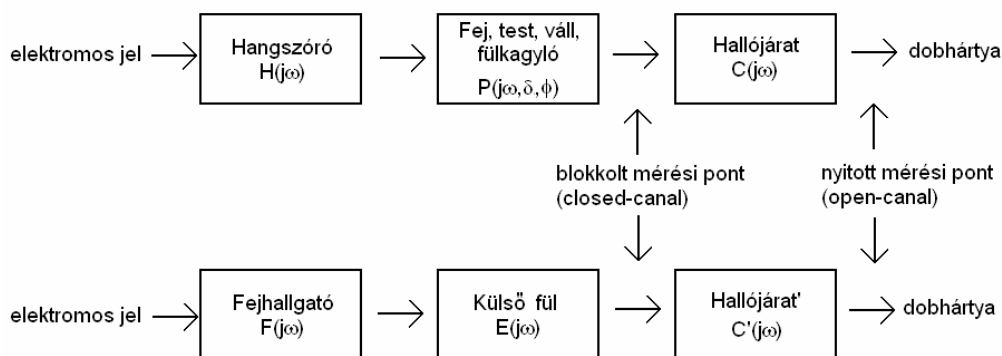 elektromos jel
Hangszóró
H(jω)
Fej, test, váll,
fülkagyló
P(jω,δ,ϕ)
Hallójárat
C(jω)
dobhártya
blokkolt mérési pont
(closed-canal)
nyitott mérési pont
(open-canal)
elektromos jel
Fejhallgató
F(jω)
Külső fül
E(jω)
Hallójárat'
C'(jω)
dobhártya